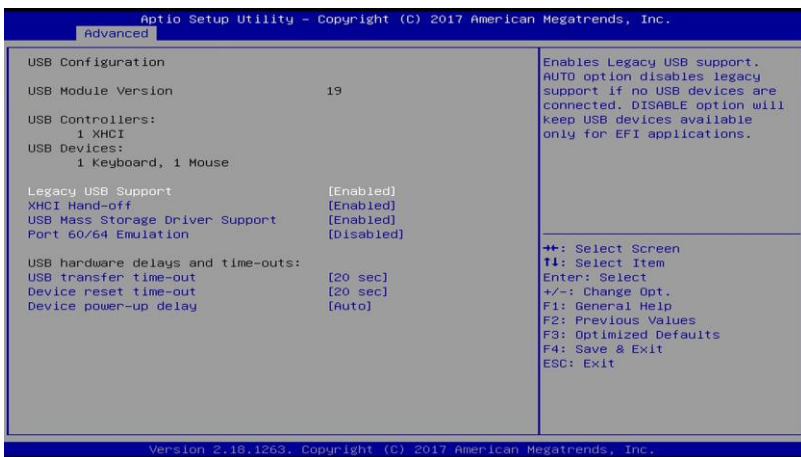 Aptio Setup Utility – Copyright (C) 2017 American Megatrends, Inc.
Advanced
USB Configuration
USB Module Version 19
USB Controllers:
1 XHCI
USB Devices:
1 Keyboard, 1 Mouse
Legacy USB Support [Enabled]
XHCI Hand-off [Enabled]
USB Mass Storage Driver Support [Enabled]
Port 60/64 Emulation [Disabled]
USB hardware delays and time-outs:
USB transfer time-out [20 sec]
Device reset time-out [20 sec]
Device power-up delay [Auto]
Enables Legacy USB support.
AUTO option disables legacy
support if no USB devices are
connected. DISABLE option will
keep USB devices available
only for EFI applications.
→←: Select Screen
↑↓: Select Item
Enter: Select
+/-: Change Opt.
F1: General Help
F2: Previous Values
F3: Optimized Defaults
F4: Save & Exit
ESC: Exit
Version 2.18.1263. Copyright (C) 2017 American Megatrends, Inc.